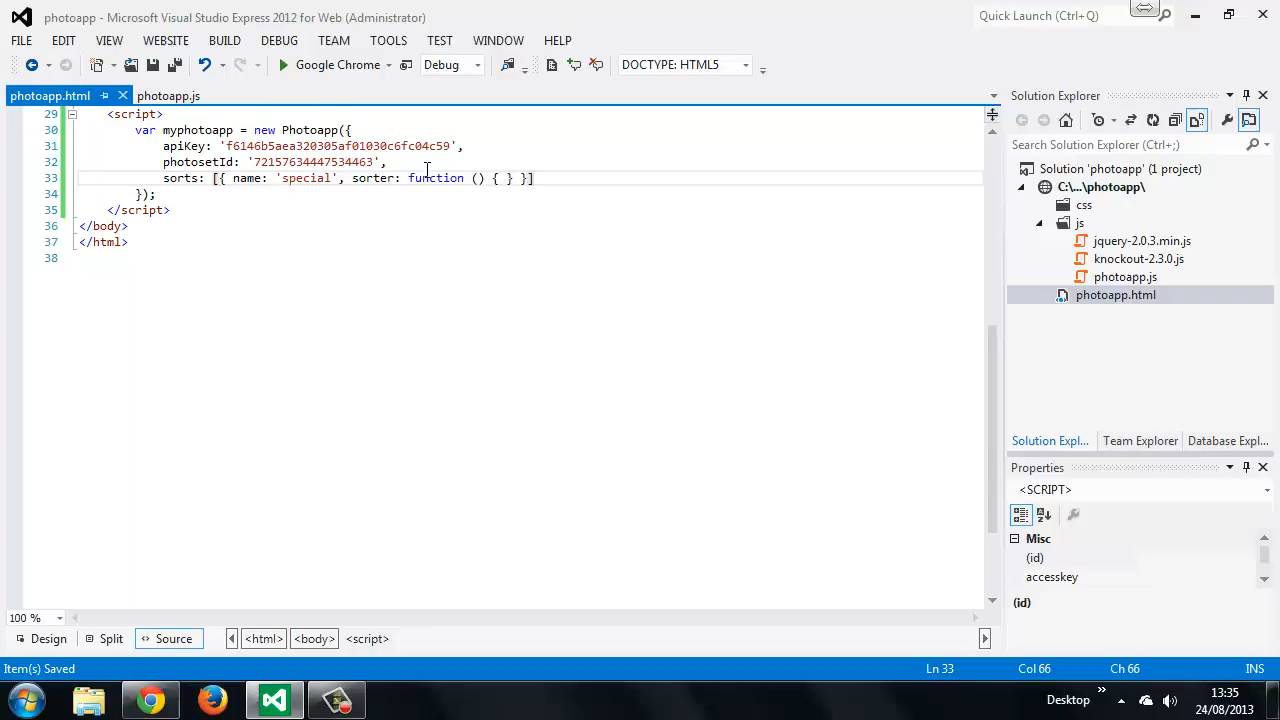 photoapp - Microsoft Visual Studio Express 2012 for Web (Administrator)
Quick Launch (Ctrl+Q)
FILE EDIT VIEW WEBSITE BUILD DEBUG TEAM TOOLS TEST WINDOW HELP
Google Chrome Debug DOCTYPE: HTML5
photoapp.html photoapp.js
29 <script>
30 var myphotoapp = new Photoapp({
31 apiKey: 'f6146b5aea320305af01030c6fc04c59',
32 photosetId: '72157634447534463',
33 sorts: [{ name: 'special', sorter: function () { } }]
34 });
35 </script>
36 </body>
37 </html>
38
Solution Explorer
Search Solution Explorer (Ctrl+;)
Solution 'photoapp' (1 project)
C:\...\photoapp\
css
js
jquery-2.0.3.min.js
knockout-2.3.0.js
photoapp.js
photoapp.html
Solution Expl... Team Explorer Database Expl...
Properties
<SCRIPT>
Misc
(id)
accesskey
(id)
100 %
Design Split Source <html> <body> <script>
Item(s) Saved Ln 33 Col 66 Ch 66 INS
Desktop
13:35
24/08/2013